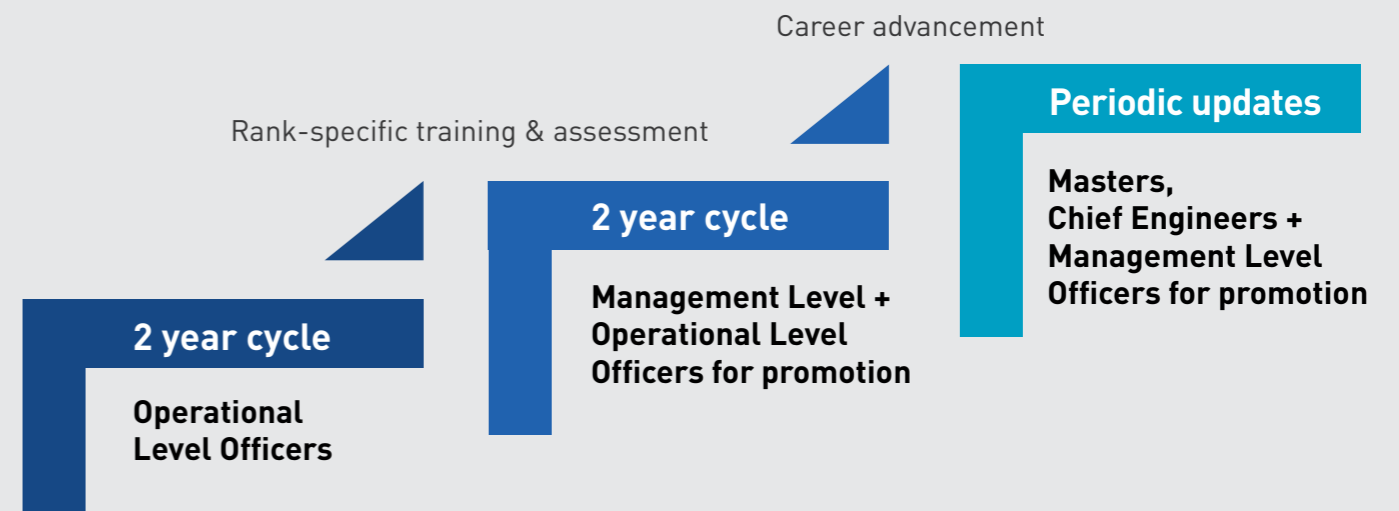 Career advancement
Periodic updates
Masters,
Chief Engineers +
Management Level
Officers for promotion
Rank-specific training & assessment
2 year cycle
Management Level +
Operational Level
Officers for promotion
2 year cycle
Operational
Level Officers